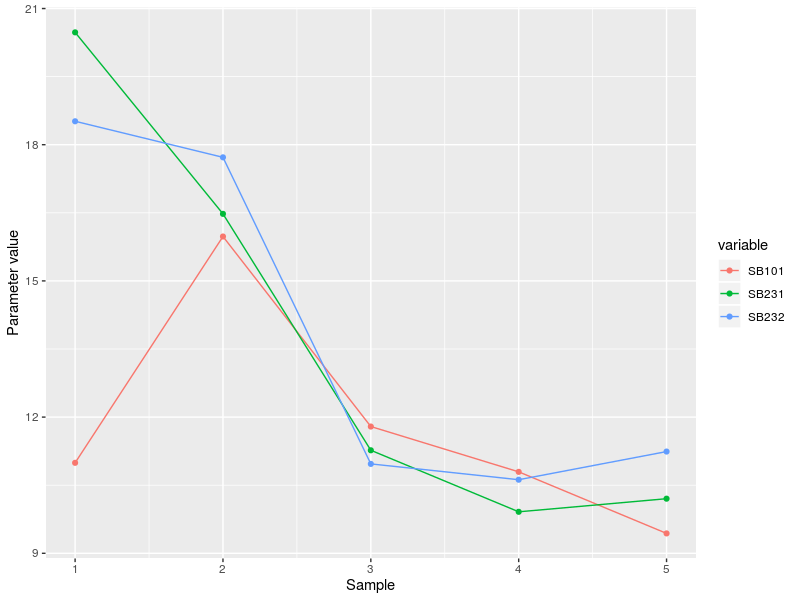 21
18
15
12
9
Parameter value
1 2 3 4 5
Sample
variable
SB101
SB231
SB232